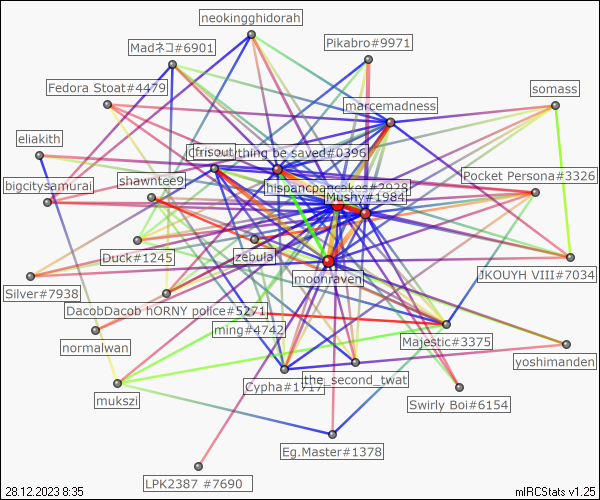 neokingghidorah
Madネコ#6901
Pikabro#9971
Fedora Stoat#4479
somass
marcemadness
eliakith
frisout
thing be saved#0396
bigcitysamurai
shawntee9
hispancpancakes#2928
Pocket Persona#3326
Mushy#1984
Duck#1245
zebula
moonraven
JKOUYH VIII#7034
Silver#7938
DacobDacob hORNY police#5271
ming#4742
normalwan
Majestic#3375
yoshimanden
mukszi
Cypha#1717
the_second_twat
Swirly Boi#6154
Eg.Master#1378
LPK2387 #7690
28.12.2023 8:35
mIRCStats v1.25